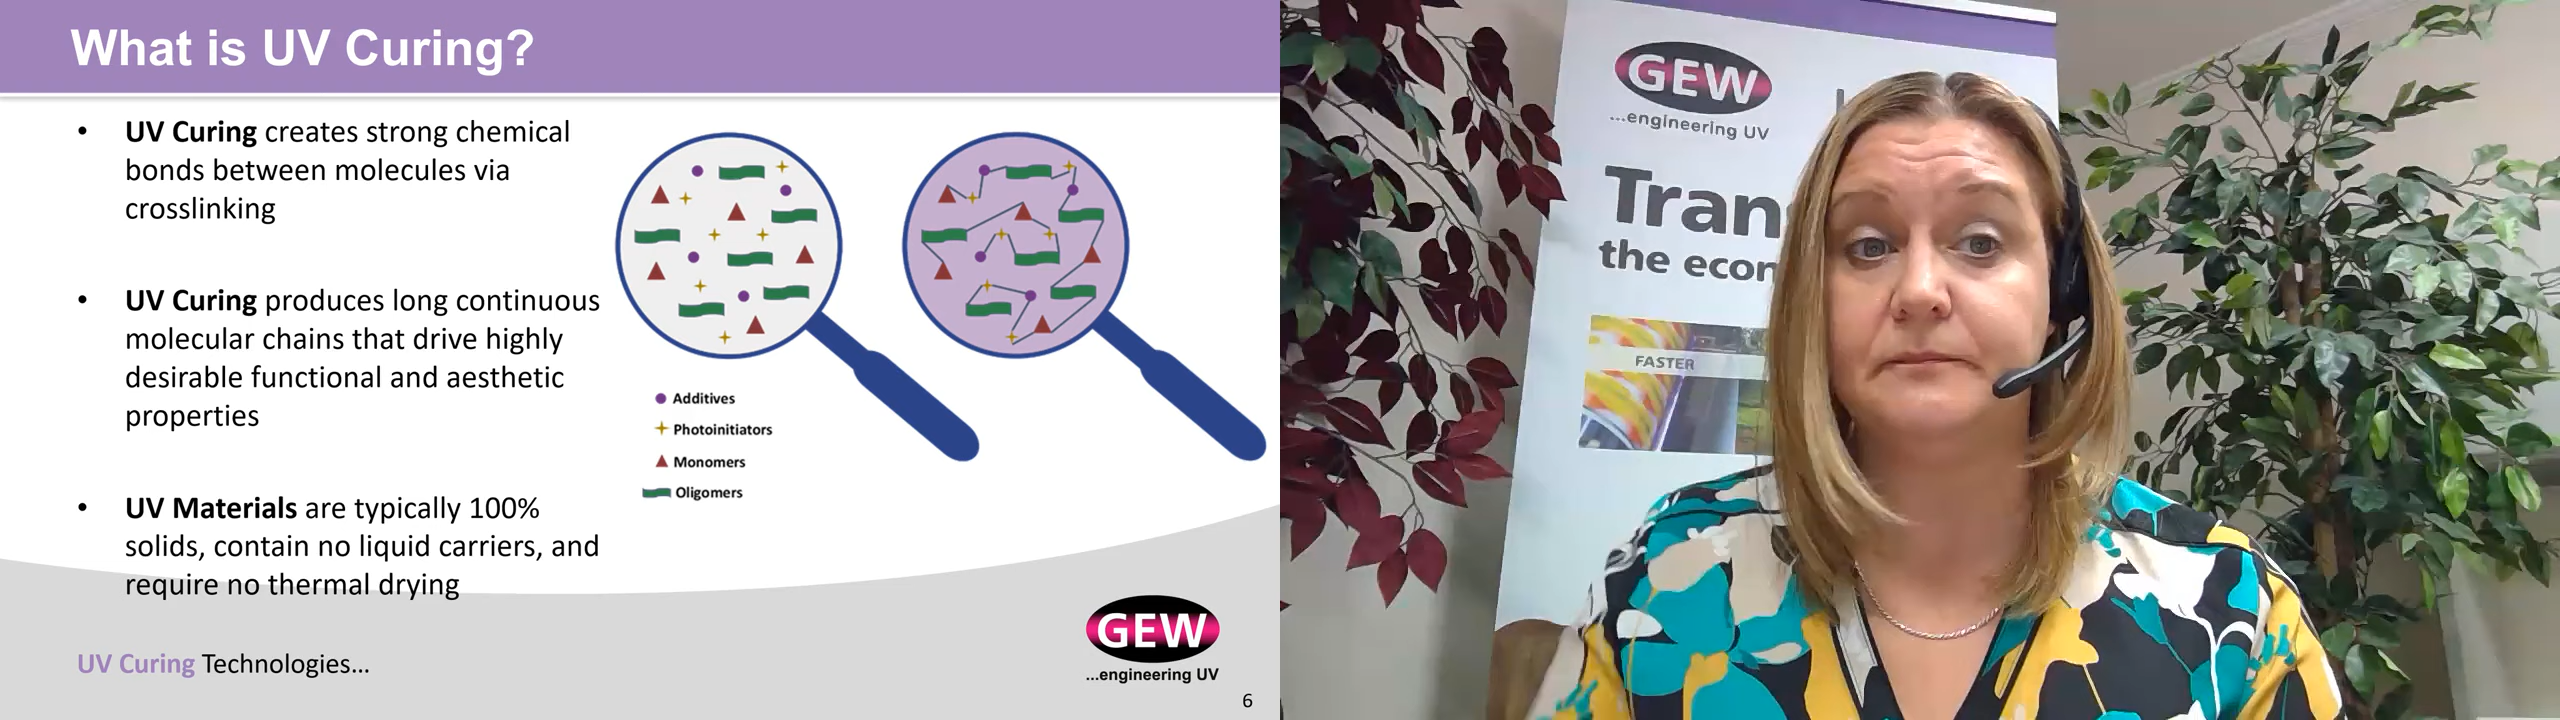 What is UV Curing?
• UV Curing creates strong chemical
bonds between molecules via
crosslinking
• UV Curing produces long continuous
molecular chains that drive highly
desirable functional and aesthetic
properties
• UV Materials are typically 100%
solids, contain no liquid carriers, and
require no thermal drying
Additives
Photoinitiators
Monomers
Oligomers
UV Curing Technologies...
GEW
...engineering UV
6
GEW
...engineering UV
the
FASTER